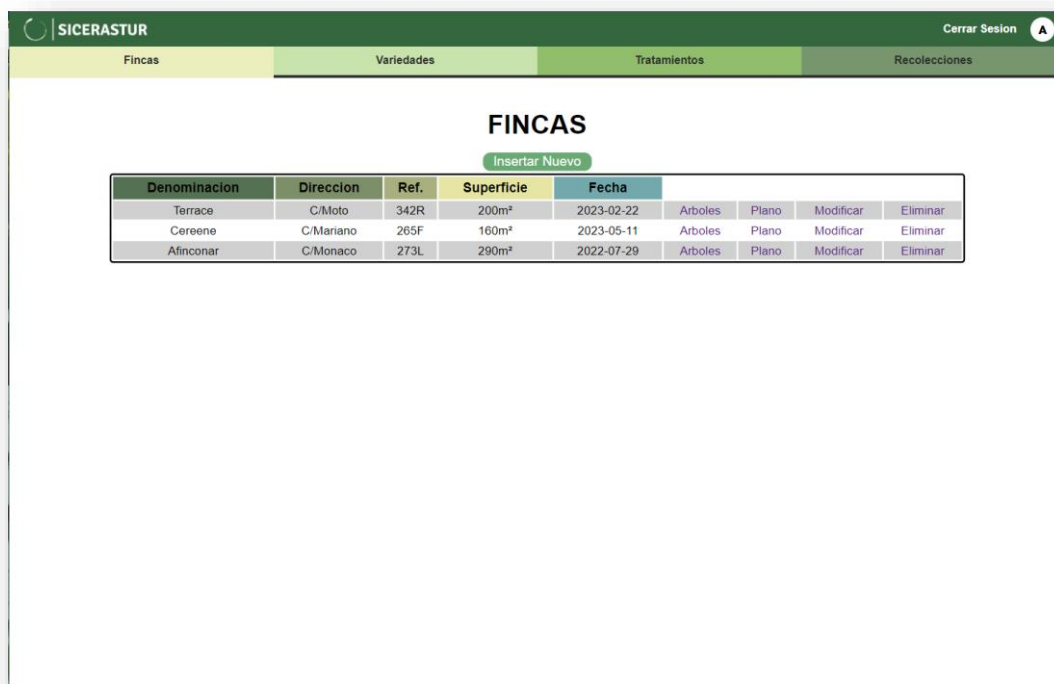 SICERASTUR Cerrar Sesion A
Fincas Variedades Tratamientos Recolecciones
FINCAS
Insertar Nuevo
Denominacion Direccion Ref. Superficie Fecha
Terrace C/Moto 342R 200m² 2023-02-22 Arboles Plano Modificar Eliminar
Cereene C/Mariano 265F 160m² 2023-05-11 Arboles Plano Modificar Eliminar
Afinconar C/Monaco 273L 290m² 2022-07-29 Arboles Plano Modificar Eliminar